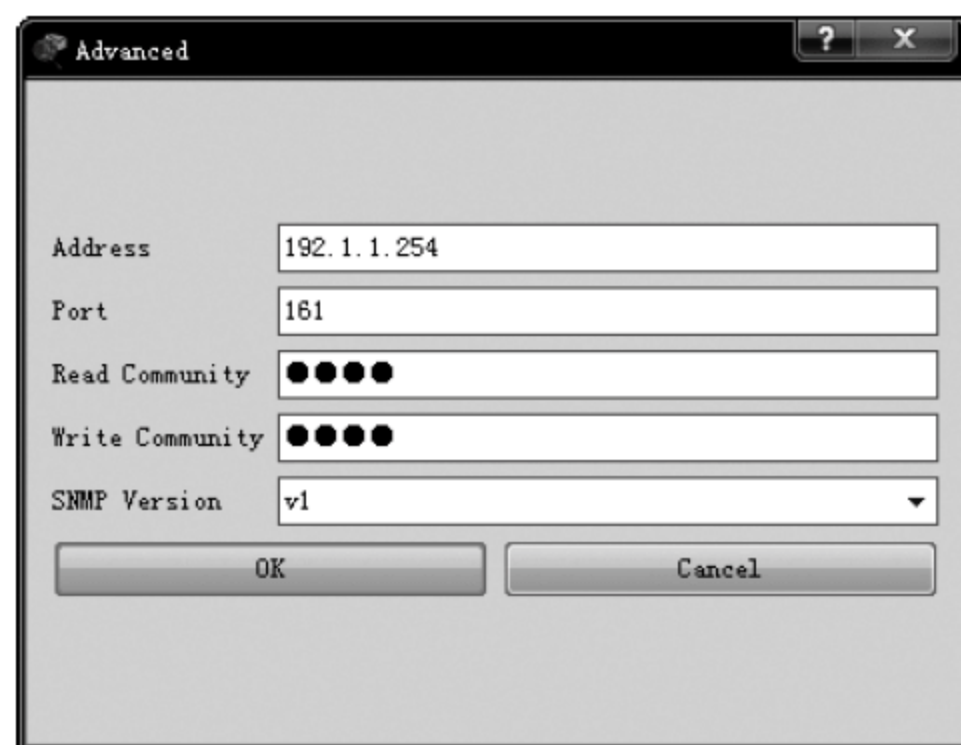 Advanced
?
X
Address 192.1.1.254
Port 161
Read Community ●●●●
Write Community ●●●●
SNMP Version v1
OK Cancel